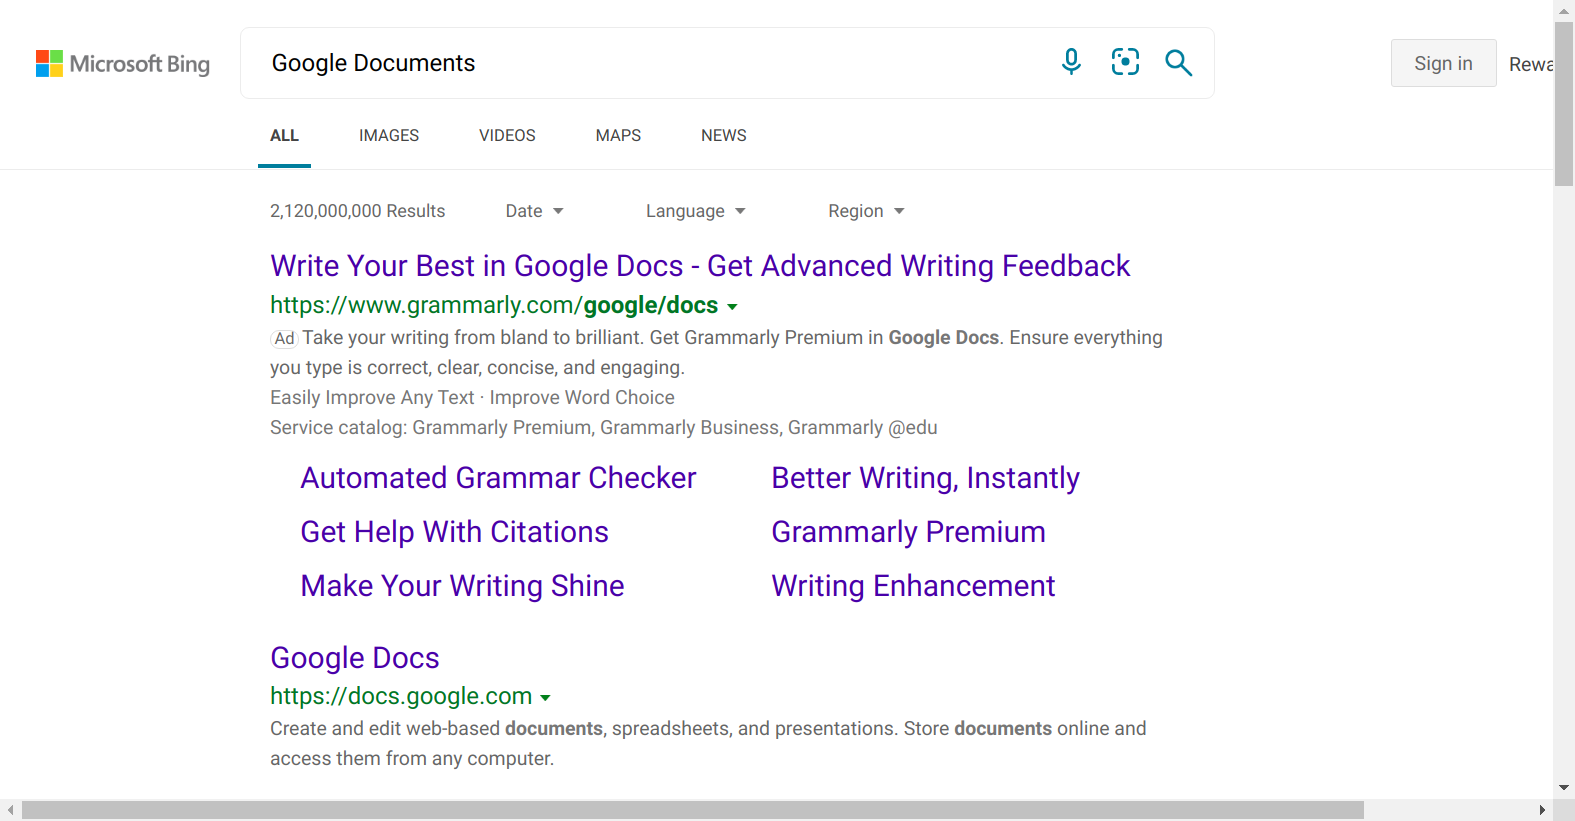 Microsoft Bing
Google Documents
Sign in
Rewa
ALL IMAGES VIDEOS MAPS NEWS
2,120,000,000 Results Date Language Region
Write Your Best in Google Docs - Get Advanced Writing Feedback
https://www.grammarly.com/google/docs
Ad Take your writing from bland to brilliant. Get Grammarly Premium in Google Docs. Ensure everything
you type is correct, clear, concise, and engaging.
Easily Improve Any Text · Improve Word Choice
Service catalog: Grammarly Premium, Grammarly Business, Grammarly @edu
Automated Grammar Checker Better Writing, Instantly
Get Help With Citations Grammarly Premium
Make Your Writing Shine Writing Enhancement
Google Docs
https://docs.google.com
Create and edit web-based documents, spreadsheets, and presentations. Store documents online and
access them from any computer.